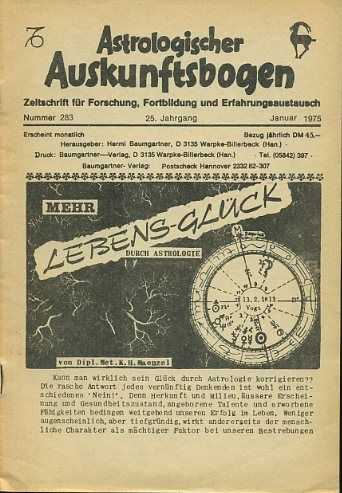 Astrologischer
Auskunftsbogen
Zeitschrift für Forschung, Fortbildung und Erfahrungsaustausch
Nummer 283 25. Jahrgang Januar 1975
Erscheint monatlich Bezug jährlich DM 45.—
Herausgeber: Hermi Baumgartner, D 3135 Warpke-Billerbeck (Han.)
Druck: Baumgartner-Verlag, D 3135 Warpke-Billerbeck (Han.) · Tel. (05842) 397 ·
Baumgartner-Verlag: Postscheck Hannover 2332 62-307
MEHR
LEBENS-GLÜCK
DURCH ASTROLOGIE
von Dipl.Met.K.H.Maenzel
Kann man wirklich sein Glück durch Astrologie korrigieren??
Die rasche Antwort jedes vernünftig Denkenden ist wohl ein ent-
schiedenes 'Nein!'. Denn Herkunft und Milieu, äussere Erschei-
nung und Gesundheitszustand, angeborene Talente und erworbene
Fähigkeiten bedingen weitgehend unseren Erfolg im Leben. Weniger
augenscheinlich, aber tiefgründig, wirkt andererseits der mensch-
liche Charakter als mächtiger Faktor bei unseren Bestrebungen